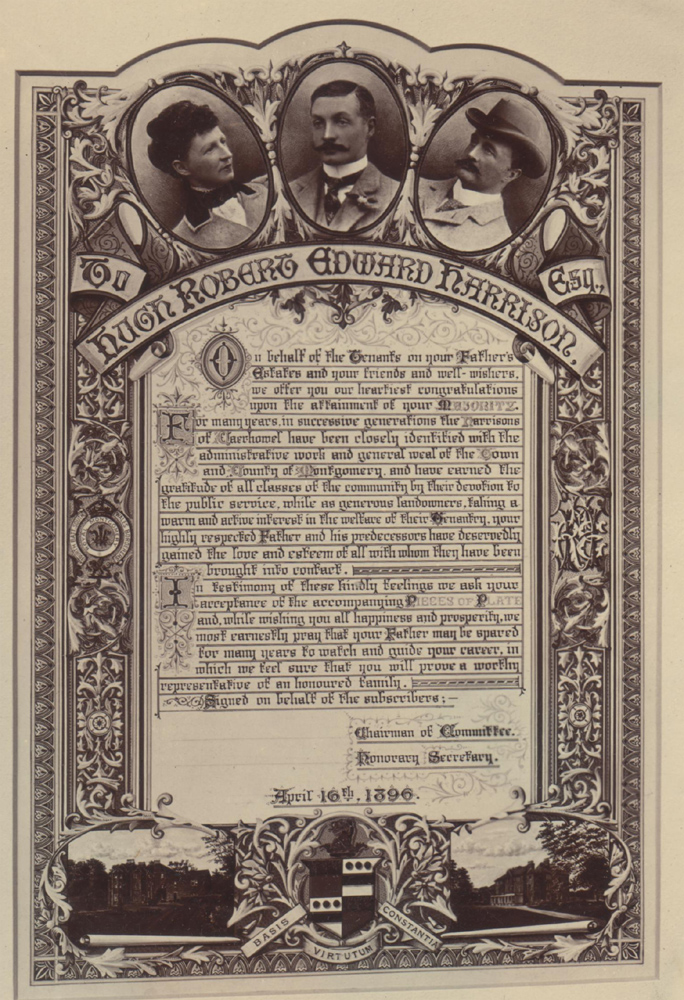 To
HUGH ROBERT EDWARD HARRISON,
Esq.,
On behalf of the Tenants on your Father's
Estates and your friends and well-wishers,
we offer you our heartiest congratulations
upon the attainment of your MAJORITY.
For many years, in successive generations the Harrisons
of Caerhowel have been closely identified with the
administrative work and general weal of the Town
and County of Montgomery, and have earned the
gratitude of all classes of the community by their devotion to
the public service, while as generous landowners, taking a
warm and active interest in the welfare of their Tenantry, your
highly respected Father and his predecessors have deservedly
gained the love and esteem of all with whom they have been
brought into contact.
In testimony of these kindly feelings we ask your
acceptance of the accompanying PIECES OF PLATE
and, while wishing you all happiness and prosperity, we
most earnestly pray that your Father may be spared
for many years to watch and guide your career, in
which we feel sure that you will prove a worthy
representative of an honoured family.
Signed on behalf of the subscribers;—
Chairman of Committee.
Honorary Secretary.
April 16th, 1896.
BASIS VIRTUTUM CONSTANTIA